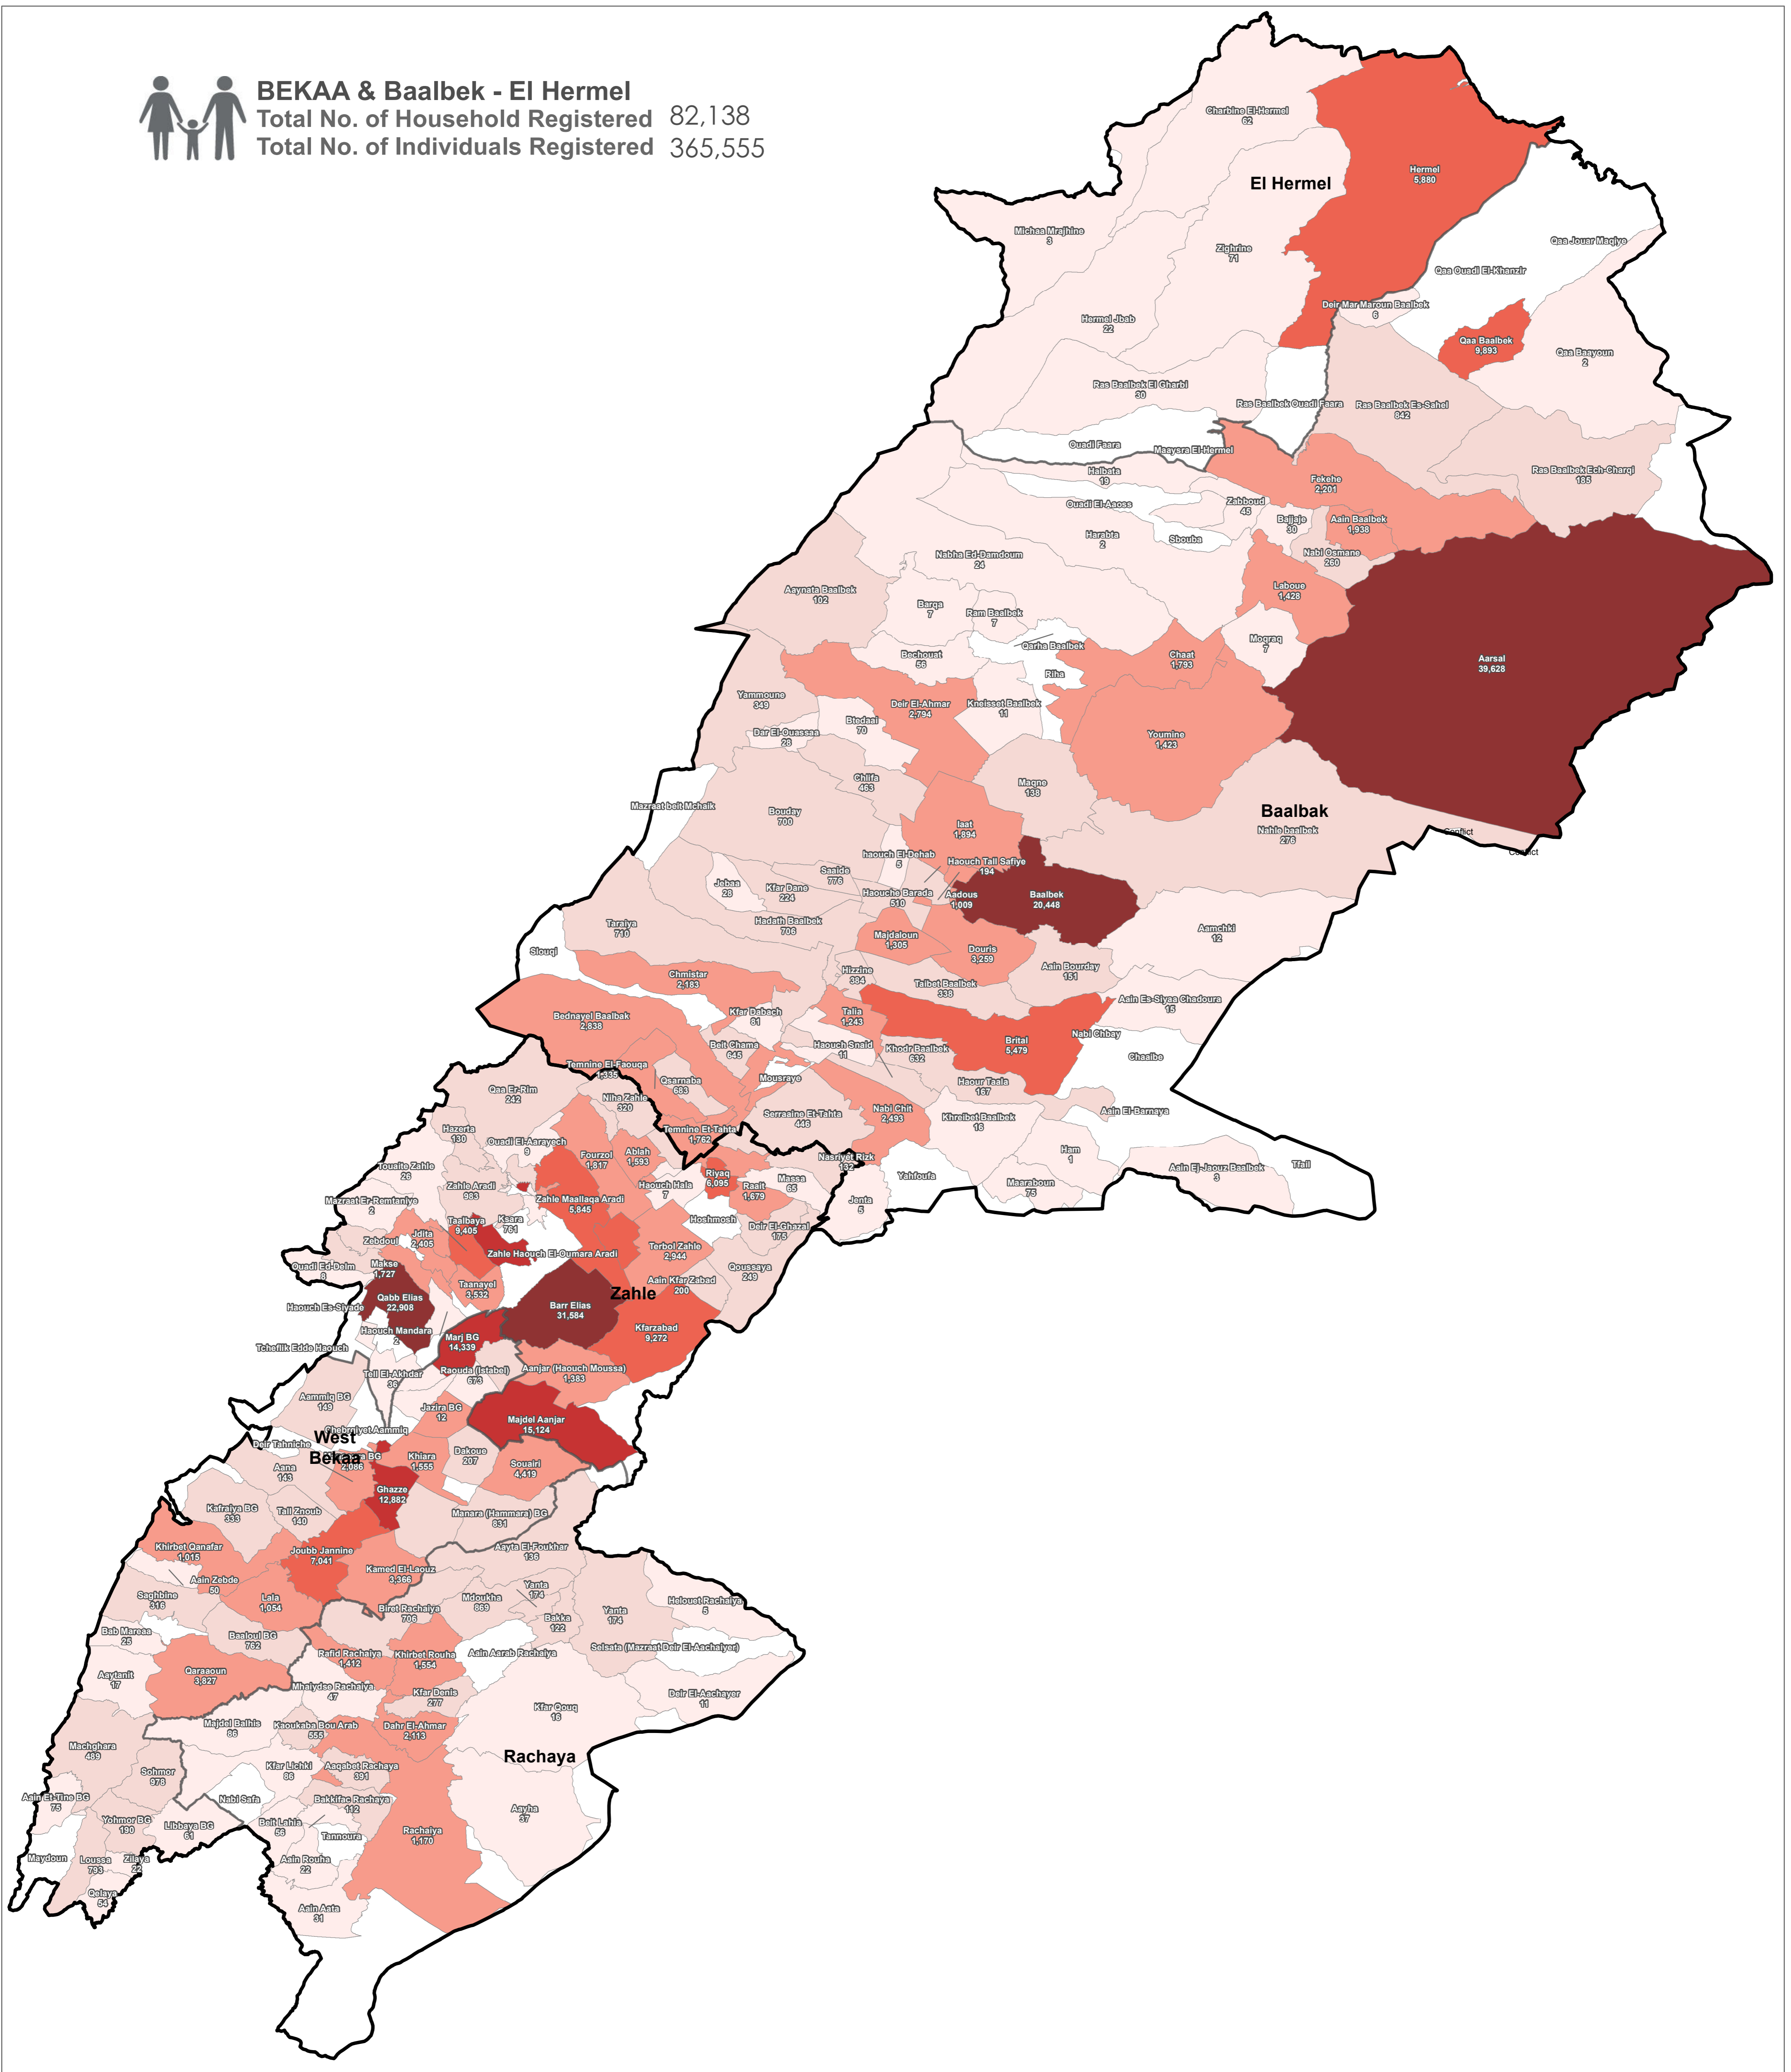 BEKAA & Baalbek - El Hermel
Total No. of Household Registered 82,138
Total No. of Individuals Registered 365,555
Charbine El-Hermel
62
Hermel
5,880
El Hermel
Michaa Mrajhine
3
Zighrine
71
Qaa Jouar Maqiye
Qaa Ouadi El-Khanzir
Hermel Jbab
22
Deir Mar Maroun Baalbek
6
Qaa Baalbek
9,893
Qaa Baayoun
2
Ras Baalbek El Gharbi
30
Ras Baalbek Ouadi Faara
Ras Baalbek Es-Sahel
842
Ouadi Faara
Maayara El-Hermel
Halbata
19
Fekehe
2,201
Ras Baalbek Ech-Charqi
185
Ouadi El-Aaoss
Zabboud
45
Bajjaje
30
Aain Baalbek
1,938
Harabta
2
Sbouba
Nabi Osmane
260
Nabha Ed-Damdoum
24
Aaynata Baalbek
102
Laboue
1,428
Barqa
7
Ram Baalbek
7
Moqraq
7
Qarha Baalbek
Chaat
1,793
Aarsal
39,628
Bechouat
56
Riha
Yammoune
349
Deir El-Ahmar
2,794
Kneisset Baalbek
11
Btedaai
70
Dar El-Ouassaa
28
Youmine
1,423
Chlifa
463
Maqne
138
Mazraat beit Mchaik
Bouday
700
Baalbak
Iaat
1,894
Nahle baalbek
276
Conflict
Conflict
haouch El-Dehab
5
Haouch Tall Safiye
194
Saaide
776
Jebaa
28
Kfar Dane
224
Haouche Barada
510
Aadous
1,009
Baalbek
20,448
Taraiya
710
Hadath Baalbek
706
Majdaloun
1,305
Aamchki
12
Slouqi
Douris
3,259
Aain Bourday
151
Chmistar
2,183
Hizzine
384
Taibet Baalbek
338
Aain Es-Siyaa Chadoura
15
Bednayel Baalbak
2,838
Kfar Dabach
81
Talia
1,243
Nabi Chbay
Brital
5,479
Beit Chama
645
Haouch Snaid
11
Khodr Baalbek
632
Chaaibe
Temnine El-Faouqa
1,335
Qsarnaba
683
Mousraye
Haour Taala
167
Qaa Er-Rim
242
Niha Zahle
320
Serraaine Et-Tahta
446
Nabi Chit
2,493
Khreibet Baalbek
16
Aain El-Barnaya
Hazerta
130
Ouadi El-Aarayech
9
Temnine Et-Tahta
1,762
Ablah
1,593
Fourzol
1,817
Nasriyet Rizk
132
Ham
1
Touaite Zahle
26
Riyaq
6,095
Massa
65
Yahfoufa
Aain Ej-Jaouz Baalbek
3
Tfail
Zahle Aradi
983
Haouch Hala
7
Raait
1,679
Maaraboun
75
Mazraat Er-Remtaniye
2
Zahle Maallaqa Aradi
5,845
Jenta
5
Taalbaya
9,405
Ksara
761
Hoshmosh
Deir El-Ghazal
175
Jdita
2,405
Zebdoul
Zahle Haouch El-Oumara Aradi
Terbol Zahle
2,944
Ouadi Ed-Delm
8
Makse
1,727
Qoussaya
249
Taanayel
3,532
Aain Kfar Zabad
200
Zahle
Haouch Es-Siyade
Qabb Elias
22,908
Barr Elias
31,584
Haouch Mandara
2
Kfarzabad
9,272
Tcheflik Edde Haouch
Marj BG
14,339
Tell El-Akhdar
36
Raouda (Istabel)
673
Aanjar (Haouch Moussa)
1,383
Aammiq BG
149
Jazira BG
12
Majdel Aanjar
15,124
Chebrqiyet Aammiq
Deir Tahniche
West
Bekaa
BG
2,086
Aana
143
Khiara
1,555
Dakoue
207
Souairi
4,419
Ghazze
12,882
Kafraiya BG
333
Tall Znoub
140
Manara (Hammara) BG
831
Khirbet Qanafar
1,015
Joubb Jannine
7,041
Aayta El-Foukhar
136
Kamed El-Laouz
3,366
Aain Zebde
50
Saghbine
316
Lala
1,054
Yanta
174
Mdoukha
869
Helouet Rachaiya
5
Biret Rachaiya
706
Bakka
122
Yanta
174
Bab Mareaa
25
Baaloul BG
762
Selsata (Mazraat Deir El-Aachaiyer)
Rafid Rachaiya
1,412
Khirbet Rouha
1,554
Aain Aarab Rachaiya
Aaytanit
17
Qaraaoun
3,827
Mhaiydse Rachaiya
47
Kfar Denis
277
Deir El-Aachayer
11
Kfar Qouq
16
Majdel Balhis
86
Kaoukaba Bou Arab
555
Dahr El-Ahmar
2,113
Machghara
489
Rachaya
Sohmor
978
Kfar Lichki
86
Aaqabet Rachaya
391
Aain Et-Tine BG
75
Nabi Safa
Bakkifac Rachaya
112
Aayha
37
Yohmor BG
190
Libbaya BG
61
Beit Lahia
56
Tannoura
Rachaiya
1,170
Maydoun
Loussa
793
Zilaya
22
Aain Rouha
22
Qelaya
54
Aain Aata
31